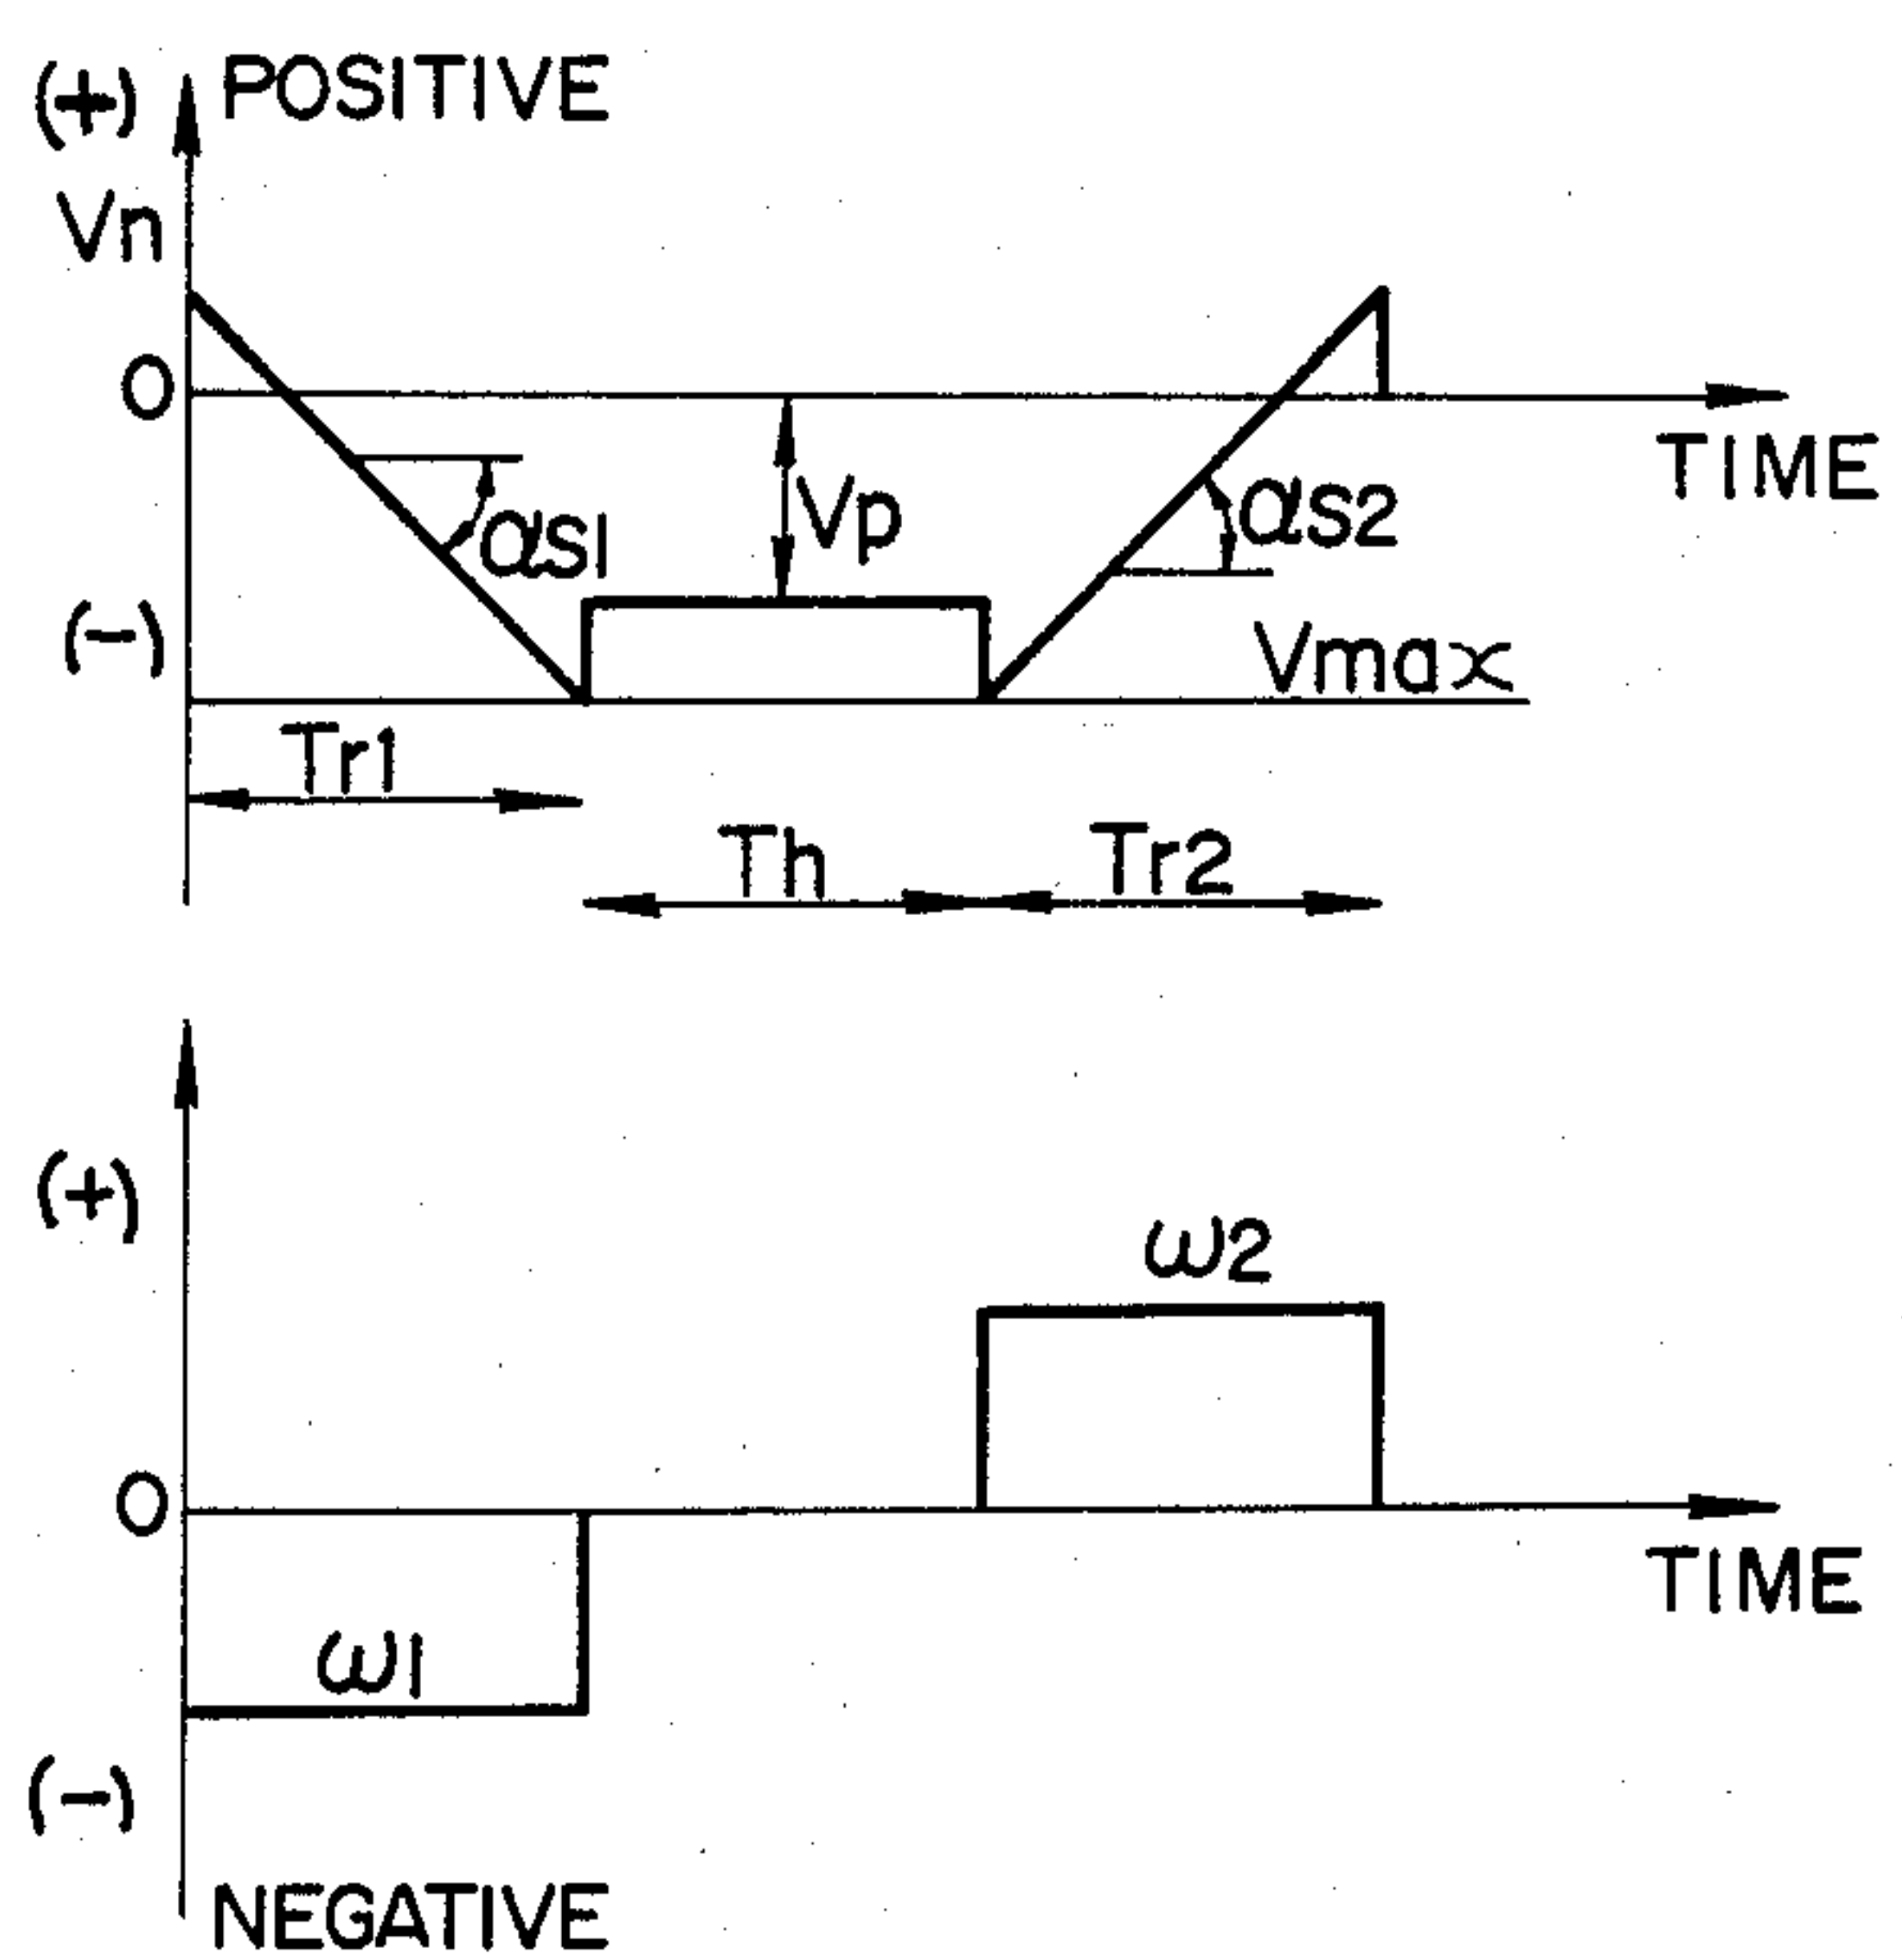 (+)
POSITIVE
Vn
O
TIME
αS1
Vp
αS2
(-)
Vmax
Tr1
Th
Tr2
(+)
ω2
O
TIME
ω1
(-)
NEGATIVE